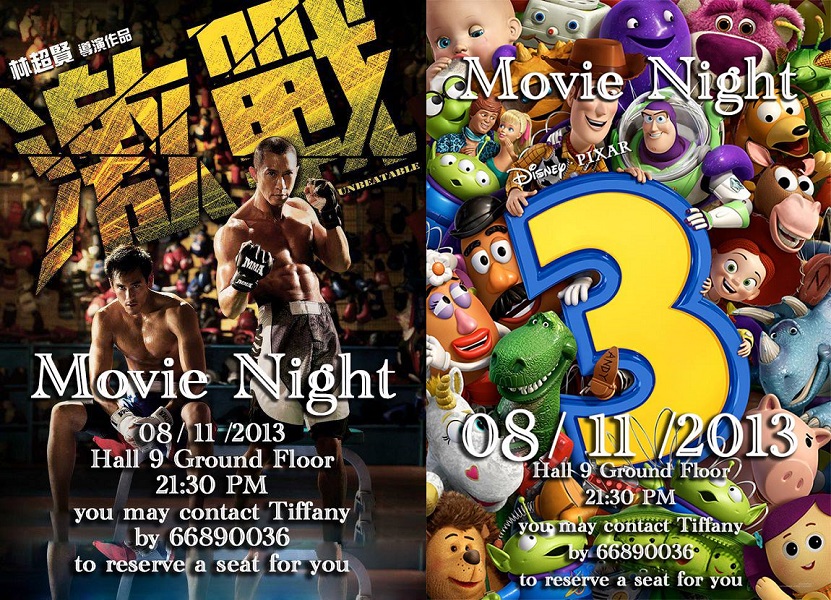 林超賢 導演作品
激戰
UNBEATABLE
MMA
Movie Night
08 / 11 /2013
Hall 9 Ground Floor
21:30 PM
you may contact Tiffany
by 66890036
to reserve a seat for you
Movie Night
DISNEY · PIXAR
3
ANDY
08/ 11 /2013
Hall 9 Ground Floor
21:30 PM
you may contact Tiffany
by 66890036
to reserve a seat for you